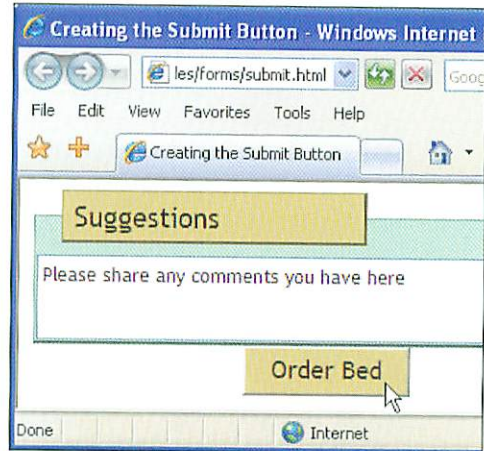 Creating the Submit Button - Windows Internet
les/forms/submit.html Goog
File Edit View Favorites Tools Help
Creating the Submit Button
Suggestions
Please share any comments you have here
Order Bed
Done Internet